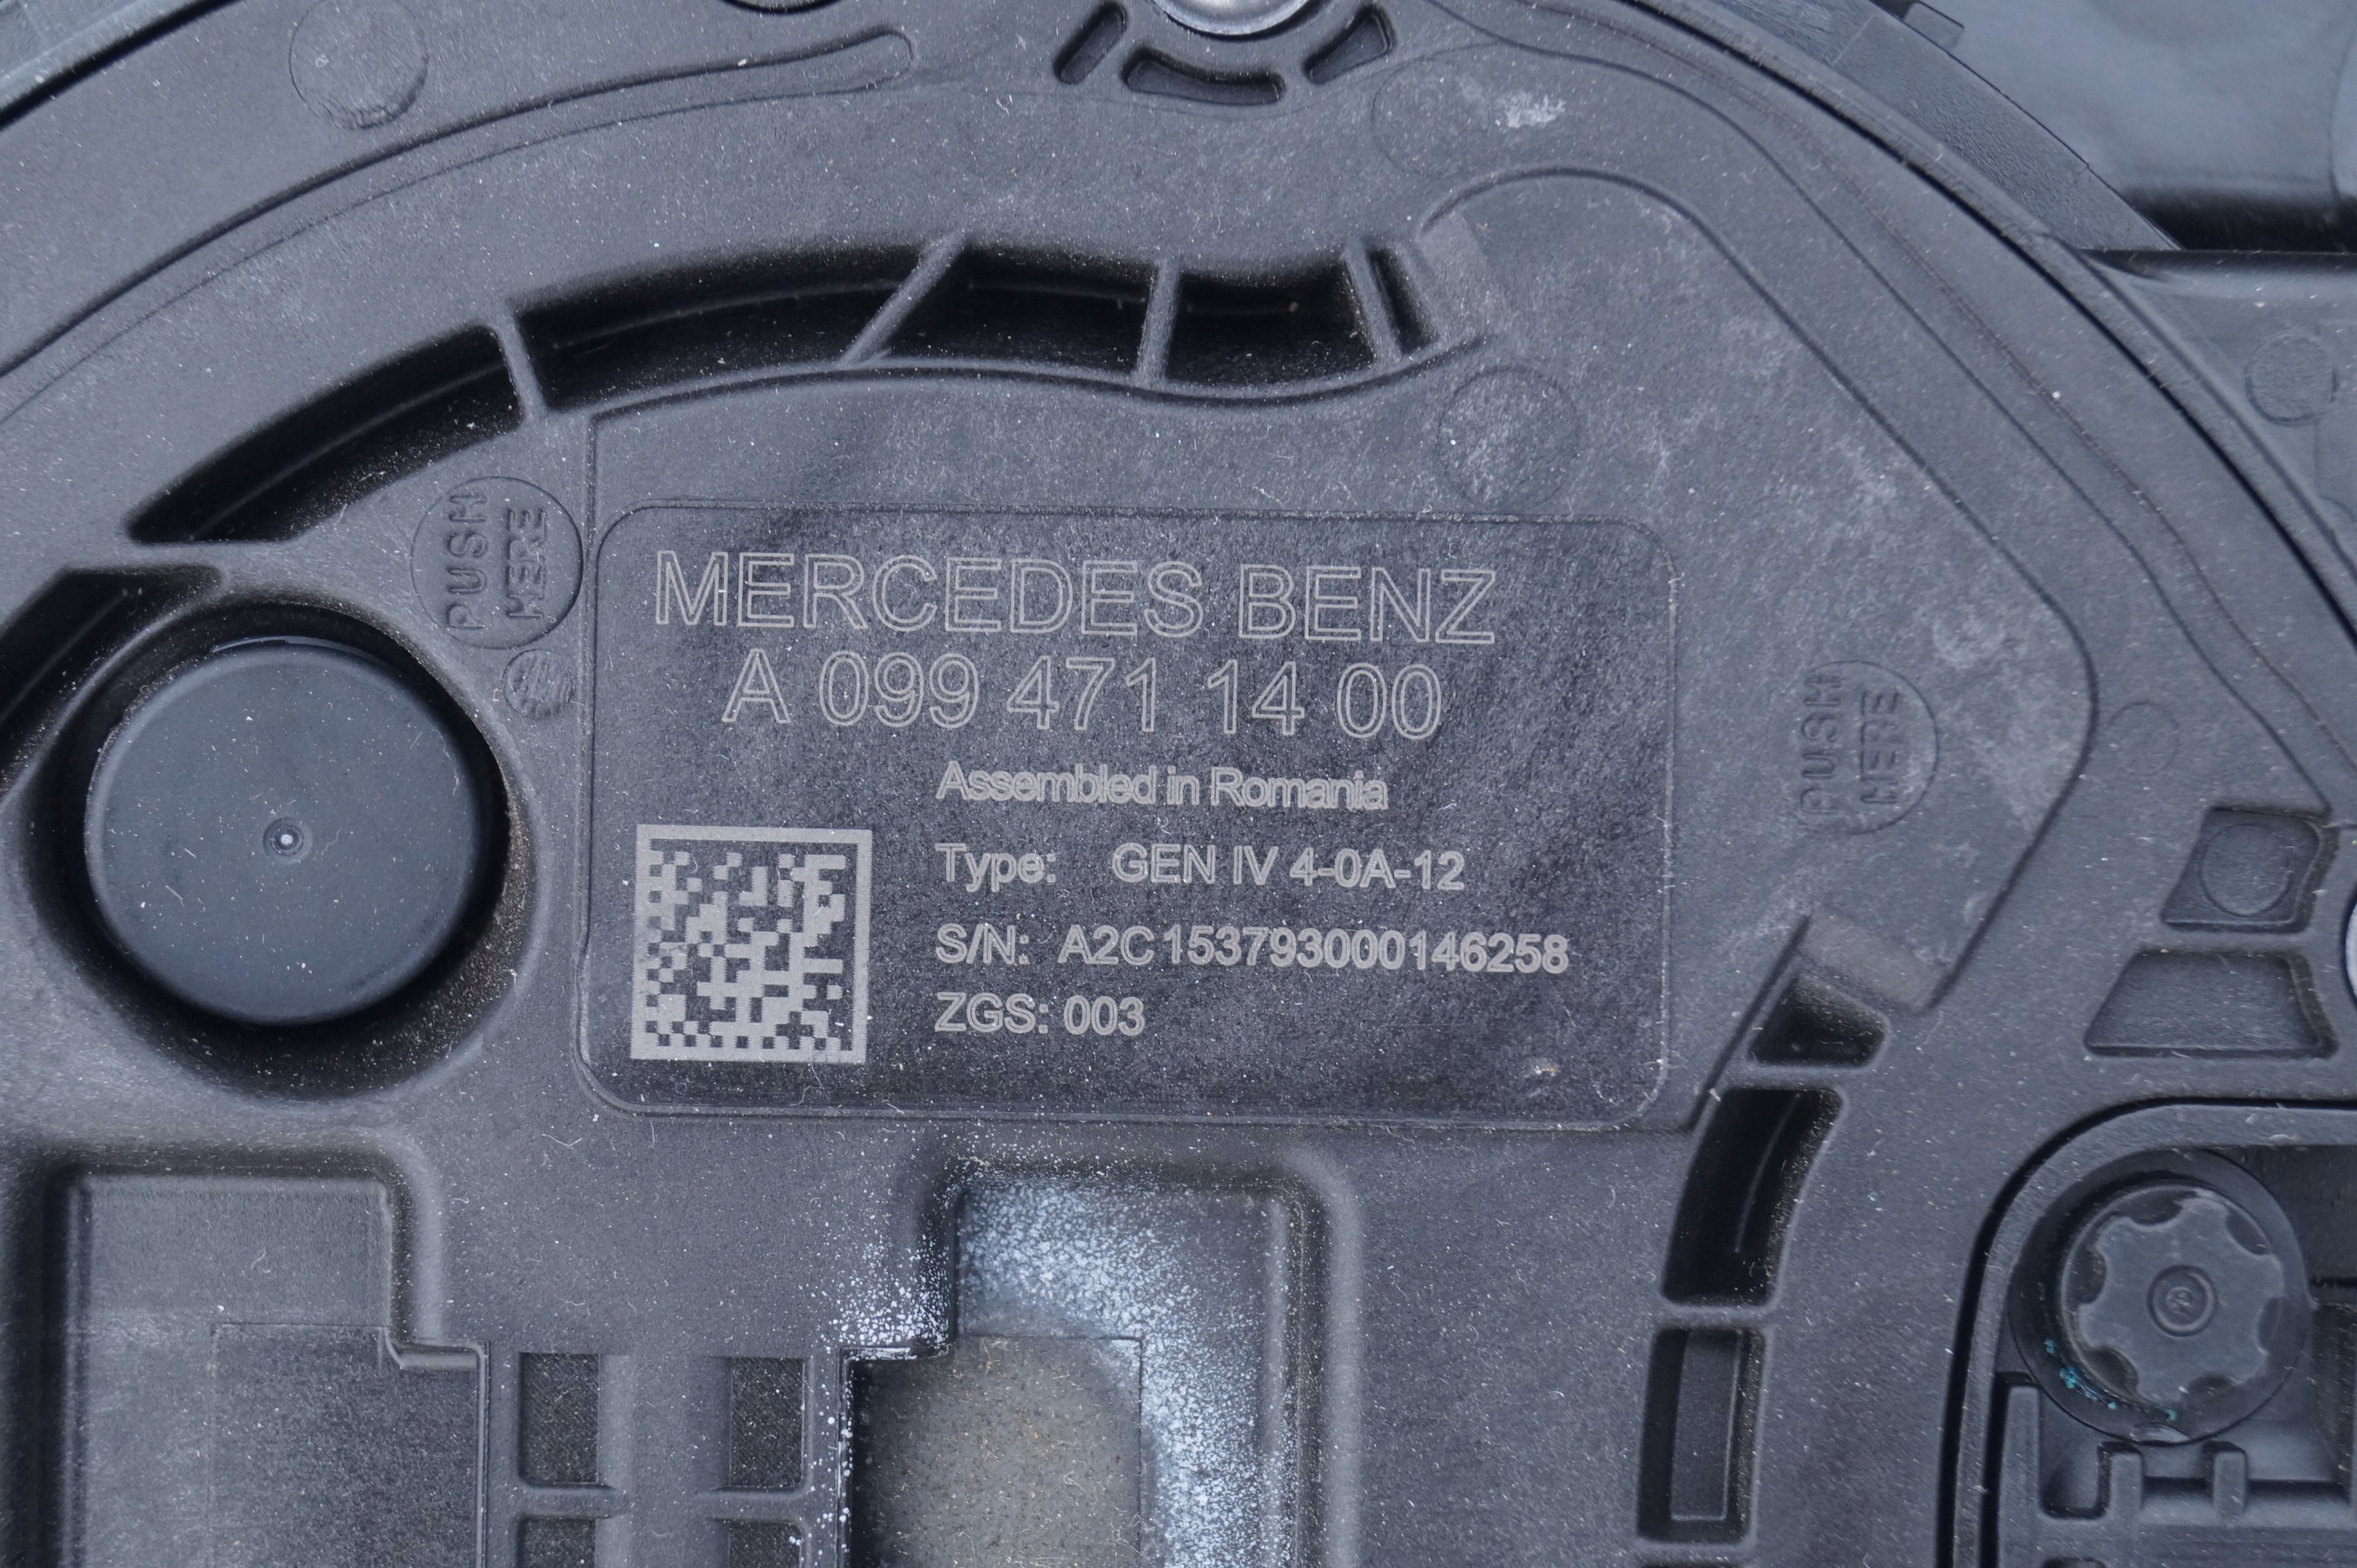 PUSH
HERE
MERCEDES BENZ
A 099 471 14 00
Assembled in Romania
Type: GEN IV 4-0A-12
S/N: A2C1537930000146258
ZGS: 003
PUSH
HERE